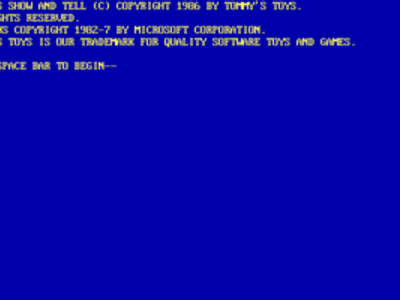 S SHOW AND TELL (C) COPYRIGHT 1986 BY TOMMY'S TOYS.
GHTS RESERVED.
COPYRIGHT 1982-7 BY MICROSOFT CORPORATION.
S TOYS IS OUR TRADEMARK FOR QUALITY SOFTWARE TOYS AND GAMES.
SPACE BAR TO BEGIN--